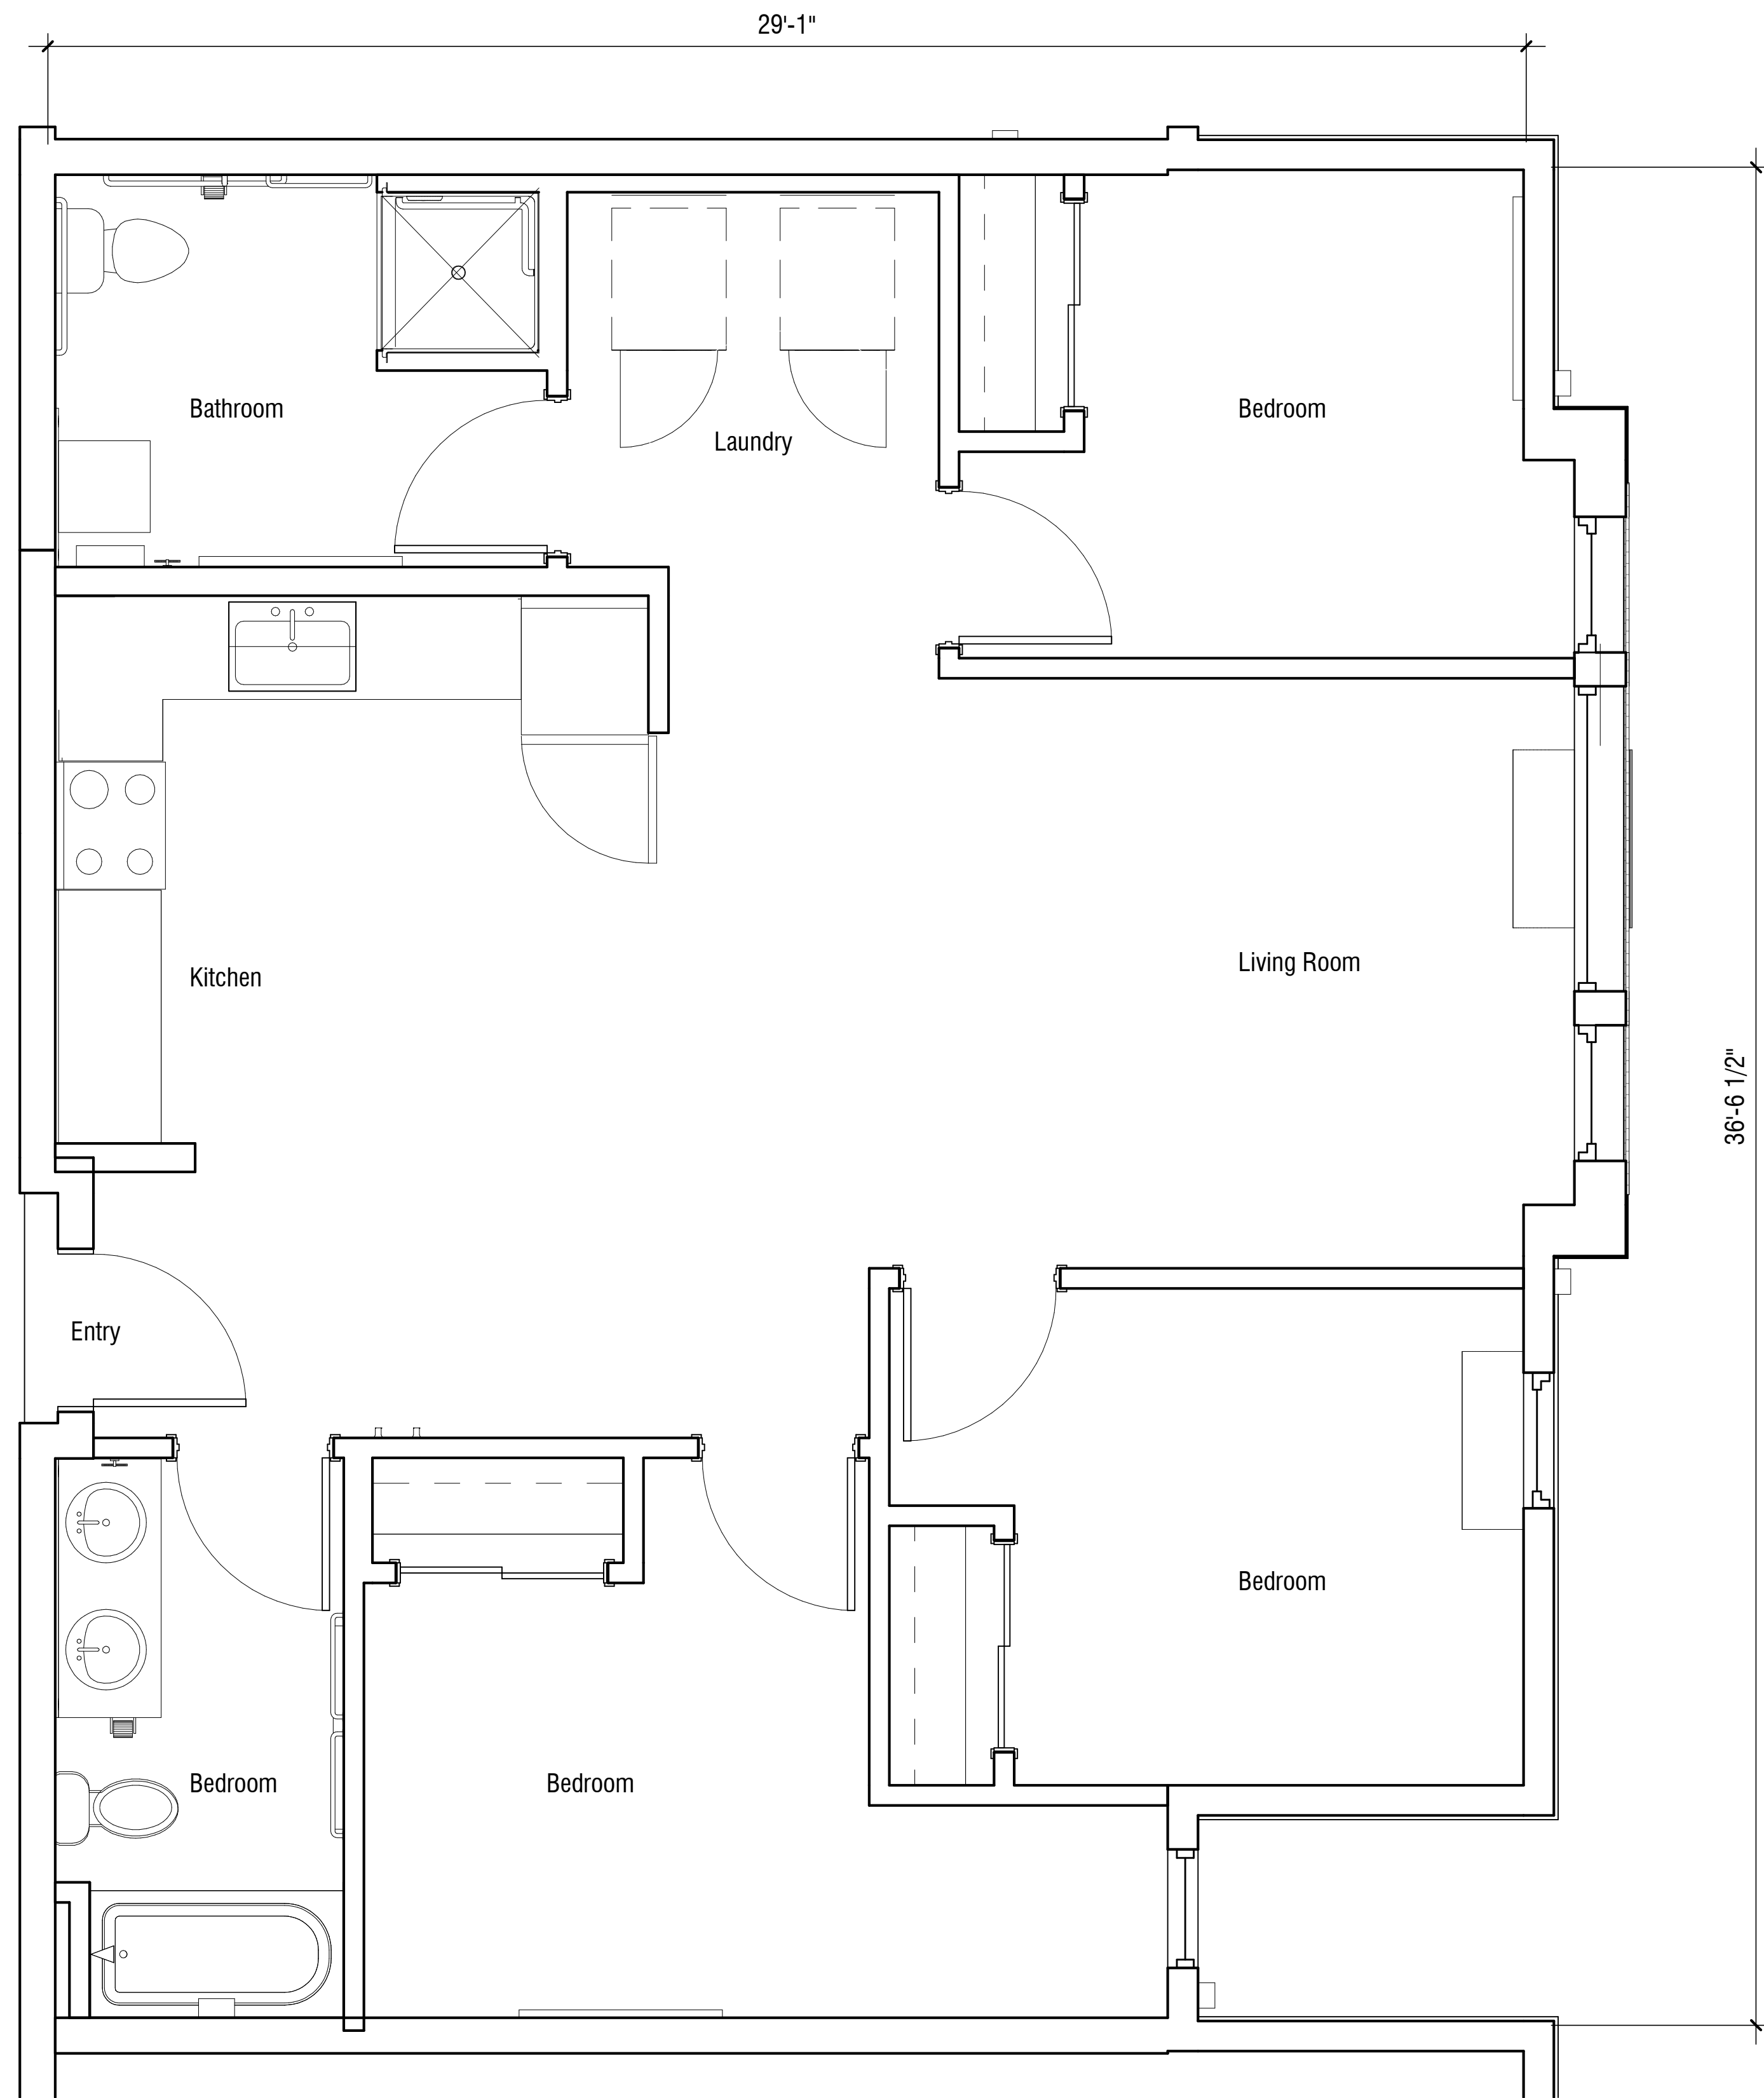 29'-1"
Bathroom
Bedroom
Laundry
Kitchen
Living Room
36'-6 1/2"
Entry
Bedroom
Bedroom
Bedroom